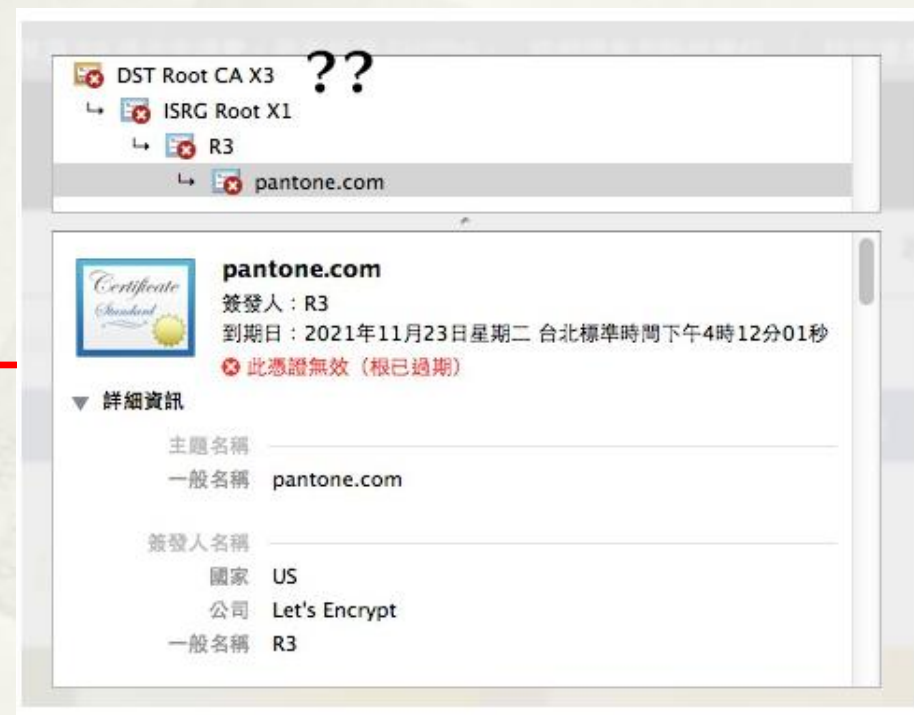 DST Root CA X3 ??
ISRG Root X1
R3
pantone.com
Certificate
Standard
pantone.com
簽發人：R3
到期日：2021年11月23日星期二 台北標準時間下午4時12分01秒
此憑證無效（根已過期）
詳細資訊
主題名稱
一般名稱 pantone.com
簽發人名稱
國家 US
公司 Let's Encrypt
一般名稱 R3